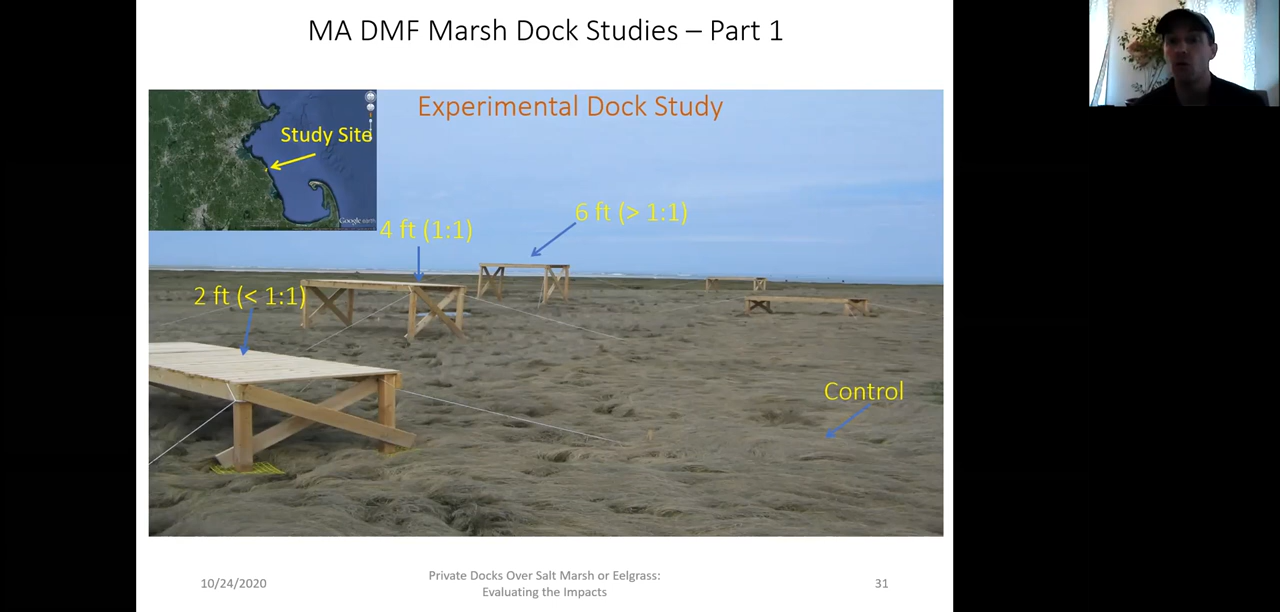 MA DMF Marsh Dock Studies – Part 1
Experimental Dock Study
Study Site
Google earth
6 ft (> 1:1)
4 ft (1:1)
2 ft (< 1:1)
Control
10/24/2020
Private Docks Over Salt Marsh or Eelgrass:
Evaluating the Impacts
31